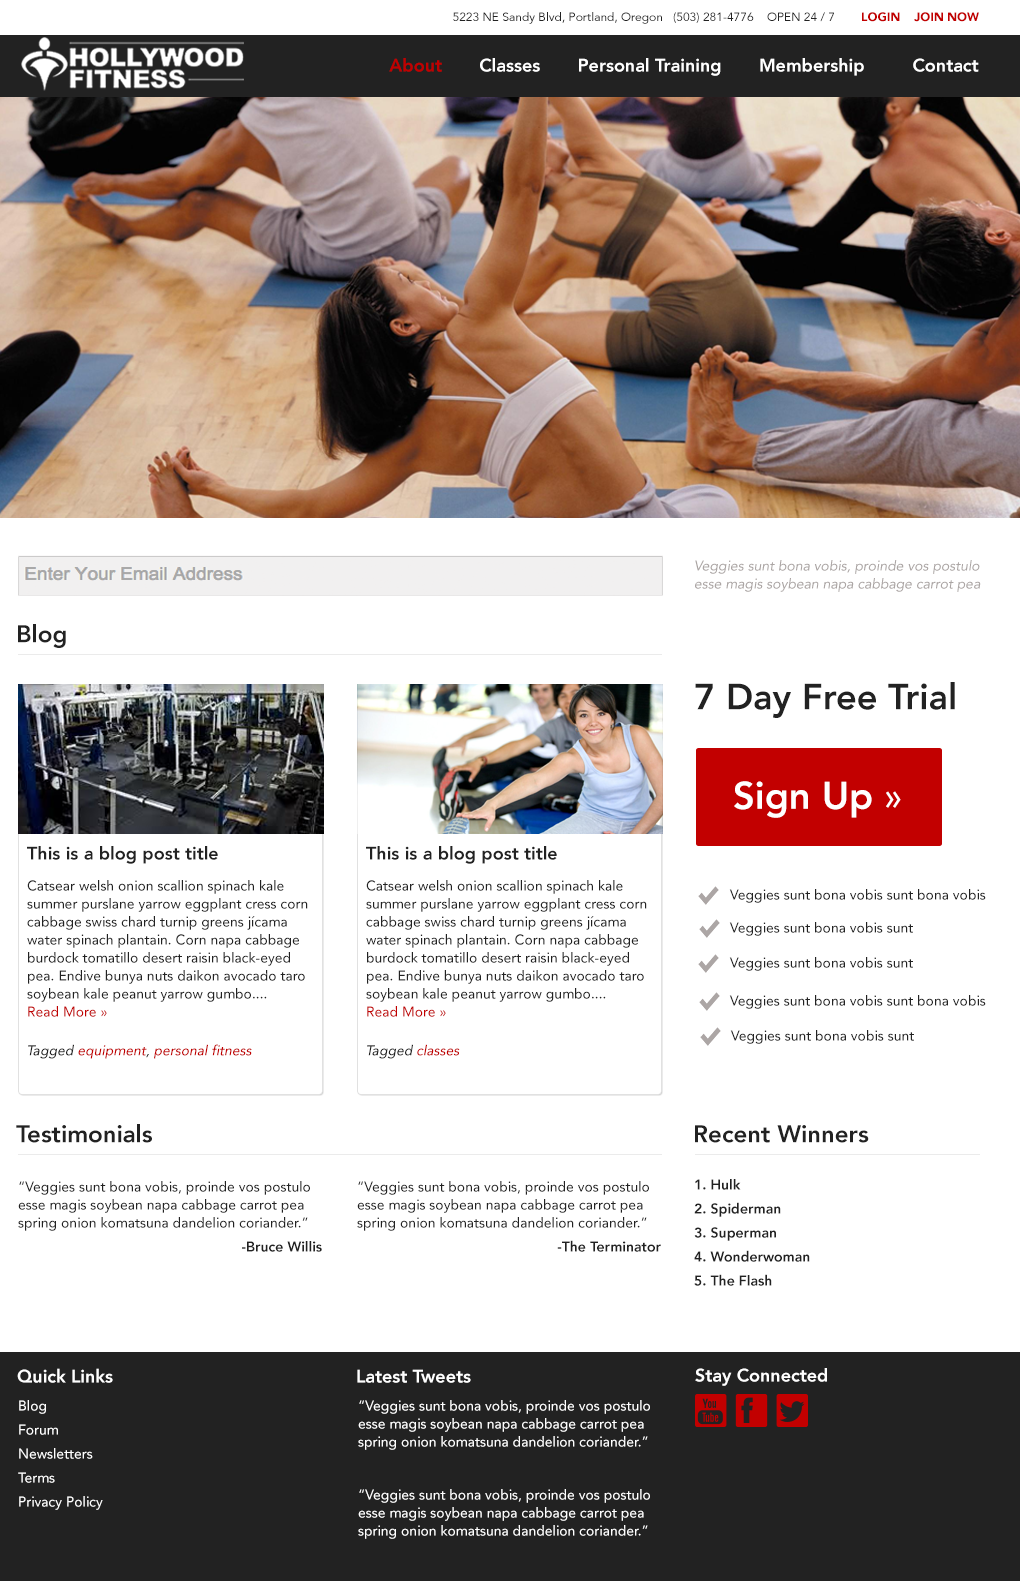 5223 NE Sandy Blvd, Portland, Oregon (503) 281-4776 OPEN 24 / 7 LOGIN JOIN NOW
HOLLYWOOD
FITNESS
About Classes Personal Training Membership Contact
Enter Your Email Address
Veggies sunt bona vobis, proinde vos postulo
esse magis soybean napa cabbage carrot pea
Blog
This is a blog post title
Catsear welsh onion scallion spinach kale
summer purslane yarrow eggplant cress corn
cabbage swiss chard turnip greens jícama
water spinach plantain. Corn napa cabbage
burdock tomatillo desert raisin black-eyed
pea. Endive bunya nuts daikon avocado taro
soybean kale peanut yarrow gumbo....
Read More »
Tagged equipment, personal fitness
This is a blog post title
Catsear welsh onion scallion spinach kale
summer purslane yarrow eggplant cress corn
cabbage swiss chard turnip greens jícama
water spinach plantain. Corn napa cabbage
burdock tomatillo desert raisin black-eyed
pea. Endive bunya nuts daikon avocado taro
soybean kale peanut yarrow gumbo....
Read More »
Tagged classes
7 Day Free Trial
Sign Up »
Veggies sunt bona vobis sunt bona vobis
Veggies sunt bona vobis sunt
Veggies sunt bona vobis sunt
Veggies sunt bona vobis sunt bona vobis
Veggies sunt bona vobis sunt
Testimonials
“Veggies sunt bona vobis, proinde vos postulo
esse magis soybean napa cabbage carrot pea
spring onion komatsuna dandelion coriander.”
-Bruce Willis
“Veggies sunt bona vobis, proinde vos postulo
esse magis soybean napa cabbage carrot pea
spring onion komatsuna dandelion coriander.”
-The Terminator
Recent Winners
1. Hulk
2. Spiderman
3. Superman
4. Wonderwoman
5. The Flash
Quick Links
Blog
Forum
Newsletters
Terms
Privacy Policy
Latest Tweets
“Veggies sunt bona vobis, proinde vos postulo
esse magis soybean napa cabbage carrot pea
spring onion komatsuna dandelion coriander.”
“Veggies sunt bona vobis, proinde vos postulo
esse magis soybean napa cabbage carrot pea
spring onion komatsuna dandelion coriander.”
Stay Connected
You
Tube